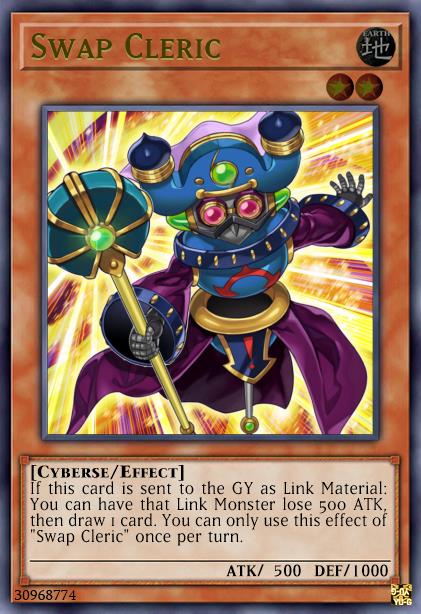 Swap Cleric
EARTH
地
[Cyberse/Effect]
If this card is sent to the GY as Link Material:
You can have that Link Monster lose 500 ATK,
then draw 1 card. You can only use this effect of
"Swap Cleric" once per turn.
ATK/ 500 DEF/1000
30968774